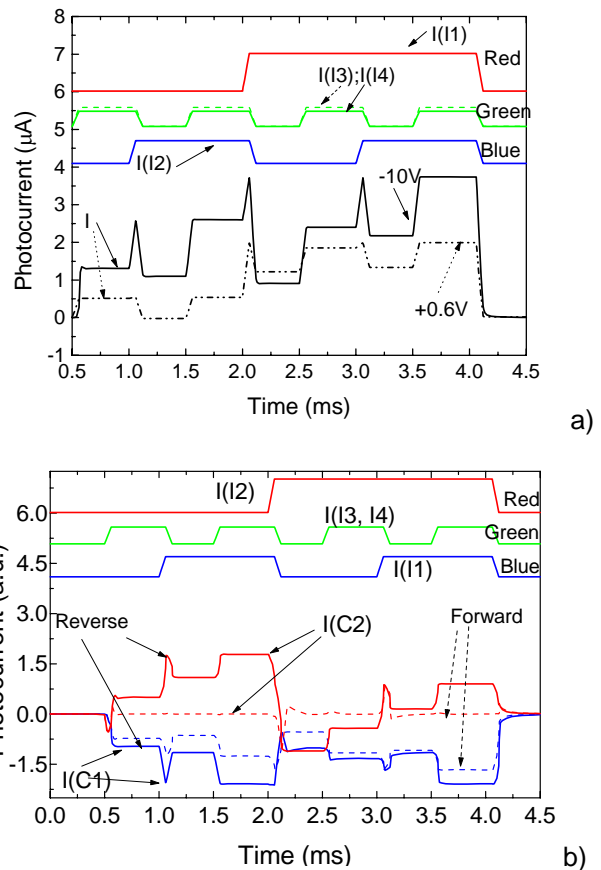 8
7
6
5
4
3
2
1
0
-1
Photocurrent (µA)
I(I1)
Red
I(I3);I(I4)
Green
I(I2)
Blue
-10V
I
+0.6V
0.5 1.0 1.5 2.0 2.5 3.0 3.5 4.0 4.5
Time (ms)
a)
6.0
4.5
3.0
1.5
0.0
-1.5
I(I2)
Red
I(I3, I4)
Green
I(I1)
Blue
Reverse
I(C2)
Forward
I(C1)
0.0 0.5 1.0 1.5 2.0 2.5 3.0 3.5 4.0 4.5
Time (ms)
b)